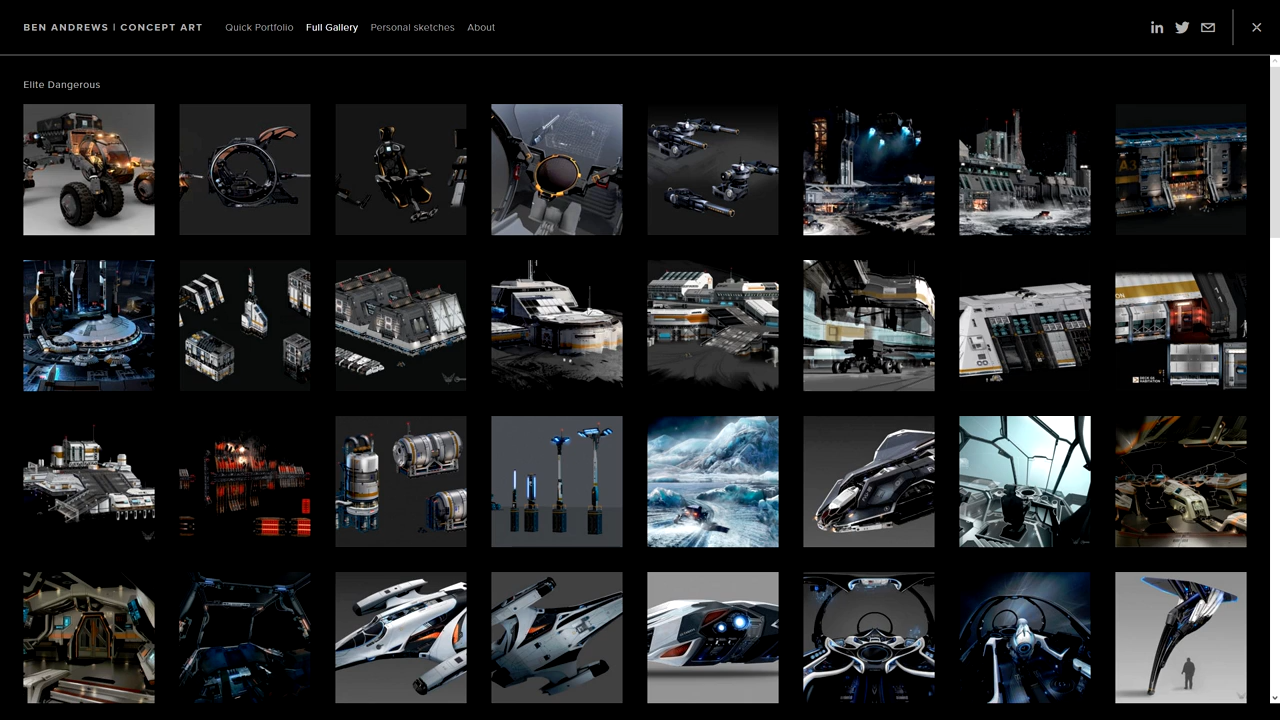 BEN ANDREWS | CONCEPT ART
Quick Portfolio
Full Gallery
Personal sketches
About
Elite Dangerous